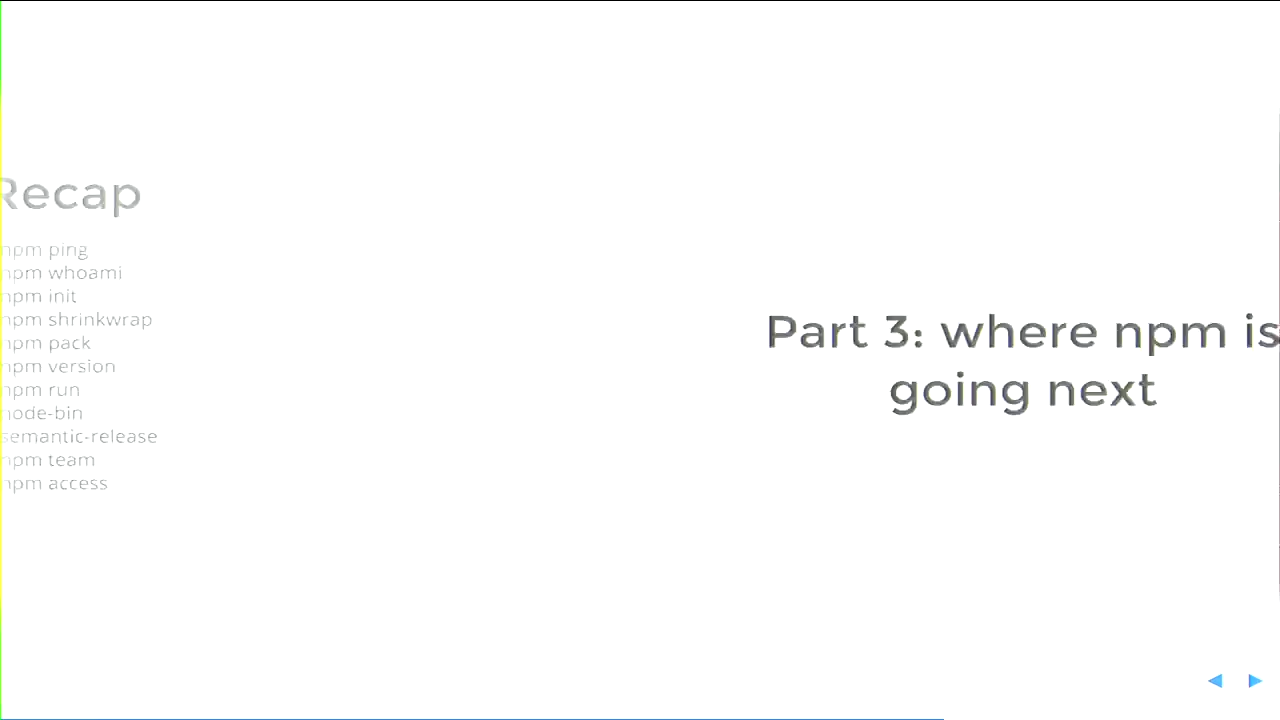 Recap
npm ping
npm whoami
npm init
npm shrinkwrap
npm pack
npm version
npm run
node-bin
semantic-release
npm team
npm access
Part 3: where npm is
going next